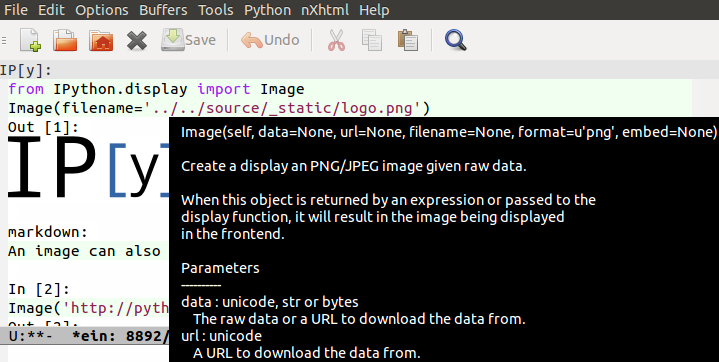 File Edit Options Buffers Tools Python nXhtml Help
Save Undo
IP[y]:
from IPython.display import Image
Image(filename='../../source/_static/logo.png')
Out [1]:
IP[y]
markdown:
An image can also
In [2]:
Image('http://pyth
U:**- *ein: 8892/
Image(self, data=None, url=None, filename=None, format=u'png', embed=None)
Create a display an PNG/JPEG image given raw data.
When this object is returned by an expression or passed to the
display function, it will result in the image being displayed
in the frontend.
Parameters
----------
data : unicode, str or bytes
The raw data or a URL to download the data from.
url : unicode
A URL to download the data from.